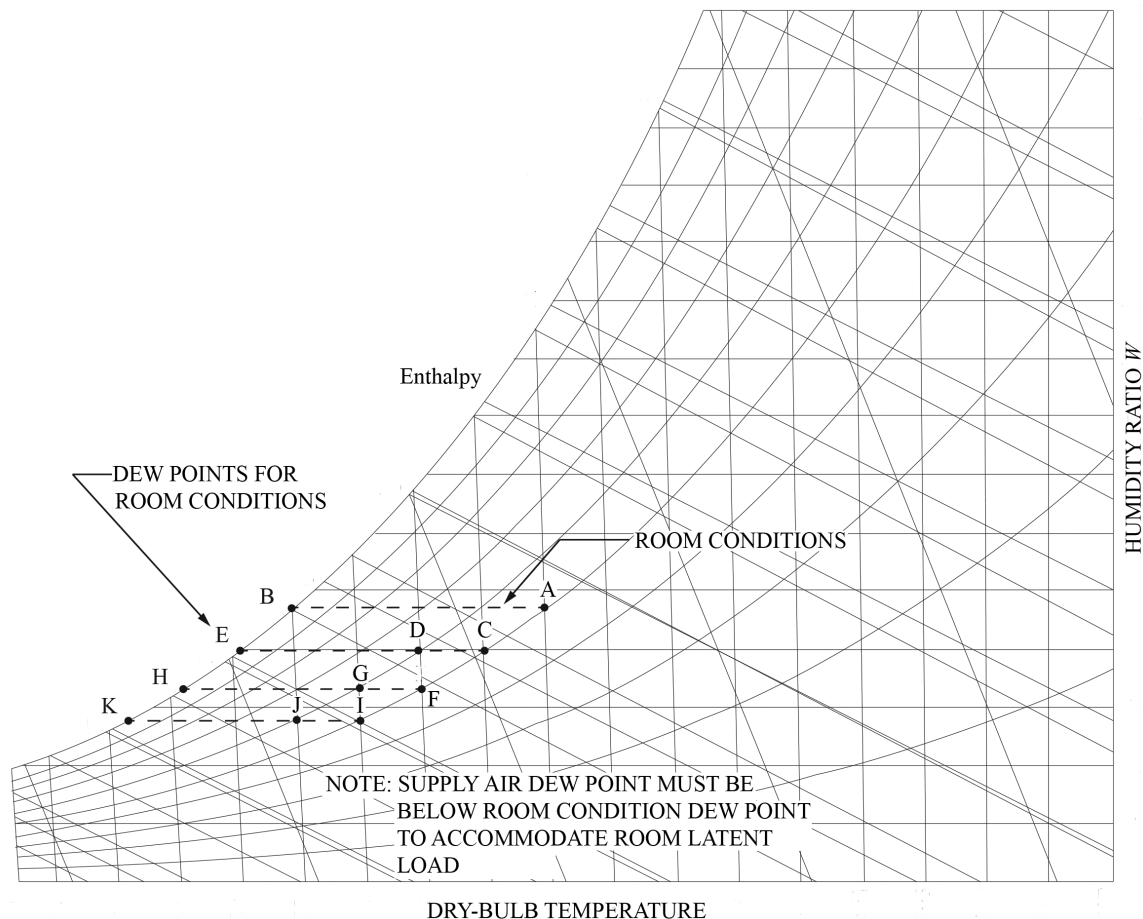 Enthalpy
DEW POINTS FOR
ROOM CONDITIONS
ROOM CONDITIONS
B
A
E
D
C
H
G
F
K
J
I
NOTE: SUPPLY AIR DEW POINT MUST BE
BELOW ROOM CONDITION DEW POINT
TO ACCOMMODATE ROOM LATENT
LOAD
DRY-BULB TEMPERATURE
HUMIDITY RATIO W